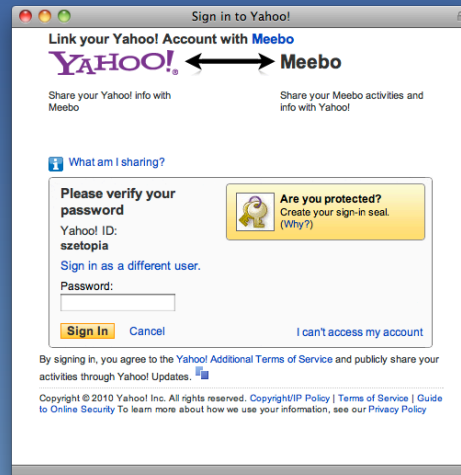 Sign in to Yahoo!
Link your Yahoo! Account with Meebo
YAHOO!® Meebo
Share your Yahoo! info with
Meebo
Share your Meebo activities and
info with Yahoo!
What am I sharing?
Please verify your
password
Yahoo! ID:
szetopia
Sign in as a different user.
Password:
Sign In Cancel
Are you protected?
Create your sign-in seal.
(Why?)
I can't access my account
By signing in, you agree to the Yahoo! Additional Terms of Service and publicly share your
activities through Yahoo! Updates.
Copyright © 2010 Yahoo! Inc. All rights reserved. Copyright/IP Policy | Terms of Service | Guide
to Online Security To learn more about how we use your information, see our Privacy Policy